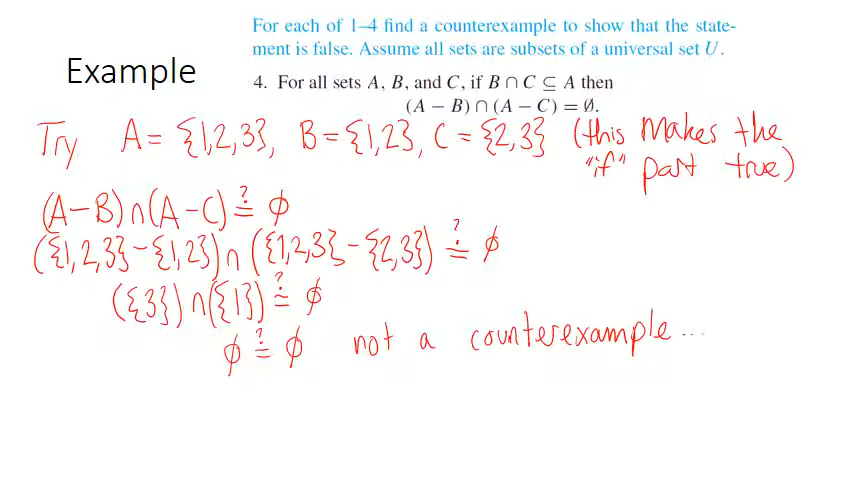 For each of 1–4 find a counterexample to show that the state-
ment is false. Assume all sets are subsets of a universal set U.
Example
4. For all sets A, B, and C, if B ∩ C ⊆ A then
(A − B) ∩ (A − C) = ∅.
Try A = {1,2,3}, B = {1,2}, C = {2,3} (this makes the
"if" part true)
(A−B)∩(A−C) ≟ ∅
({1,2,3}−{1,2})∩({1,2,3}−{2,3}) ≟ ∅
({3})∩({1}) ≟ ∅
∅ ≟ ∅ not a counterexample...